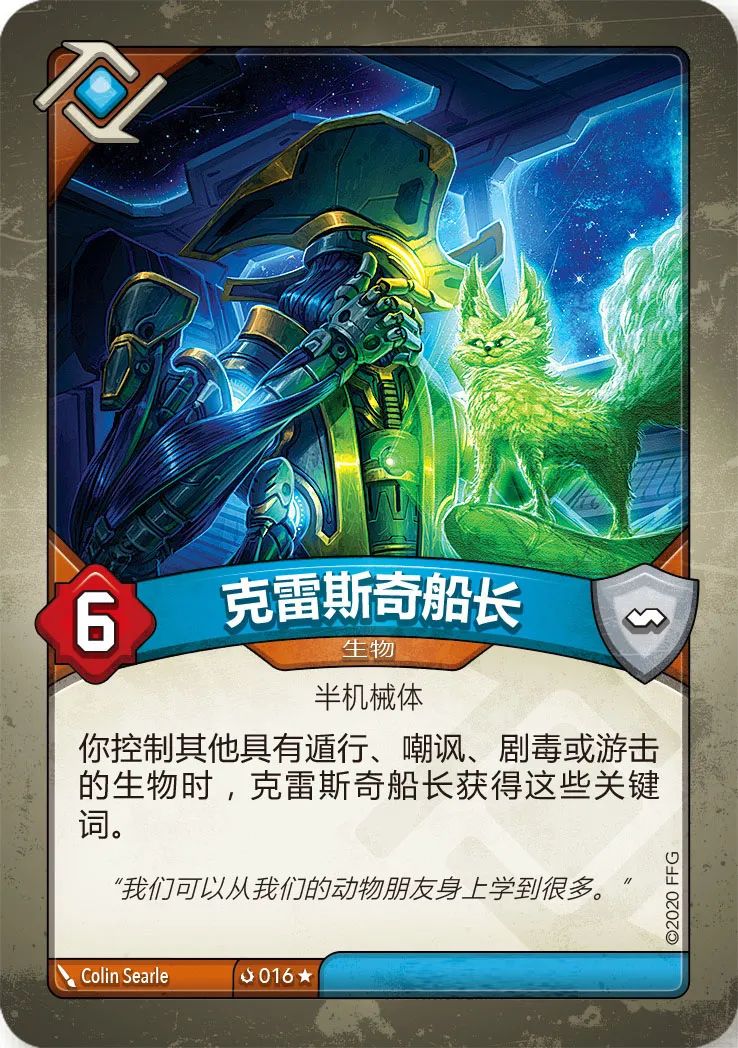 6
克雷斯奇船长
生物
半机械体
你控制其他具有遁行、嘲讽、剧毒或游击
的生物时，克雷斯奇船长获得这些关键
词。
“我们可以从我们的动物朋友身上学到很多。”
©2020 FFG
Colin Searle
016★